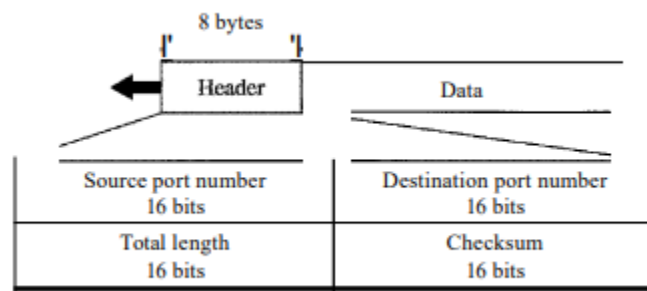 8 bytes
Header
Data
Source port number
16 bits
Destination port number
16 bits
Total length
16 bits
Checksum
16 bits